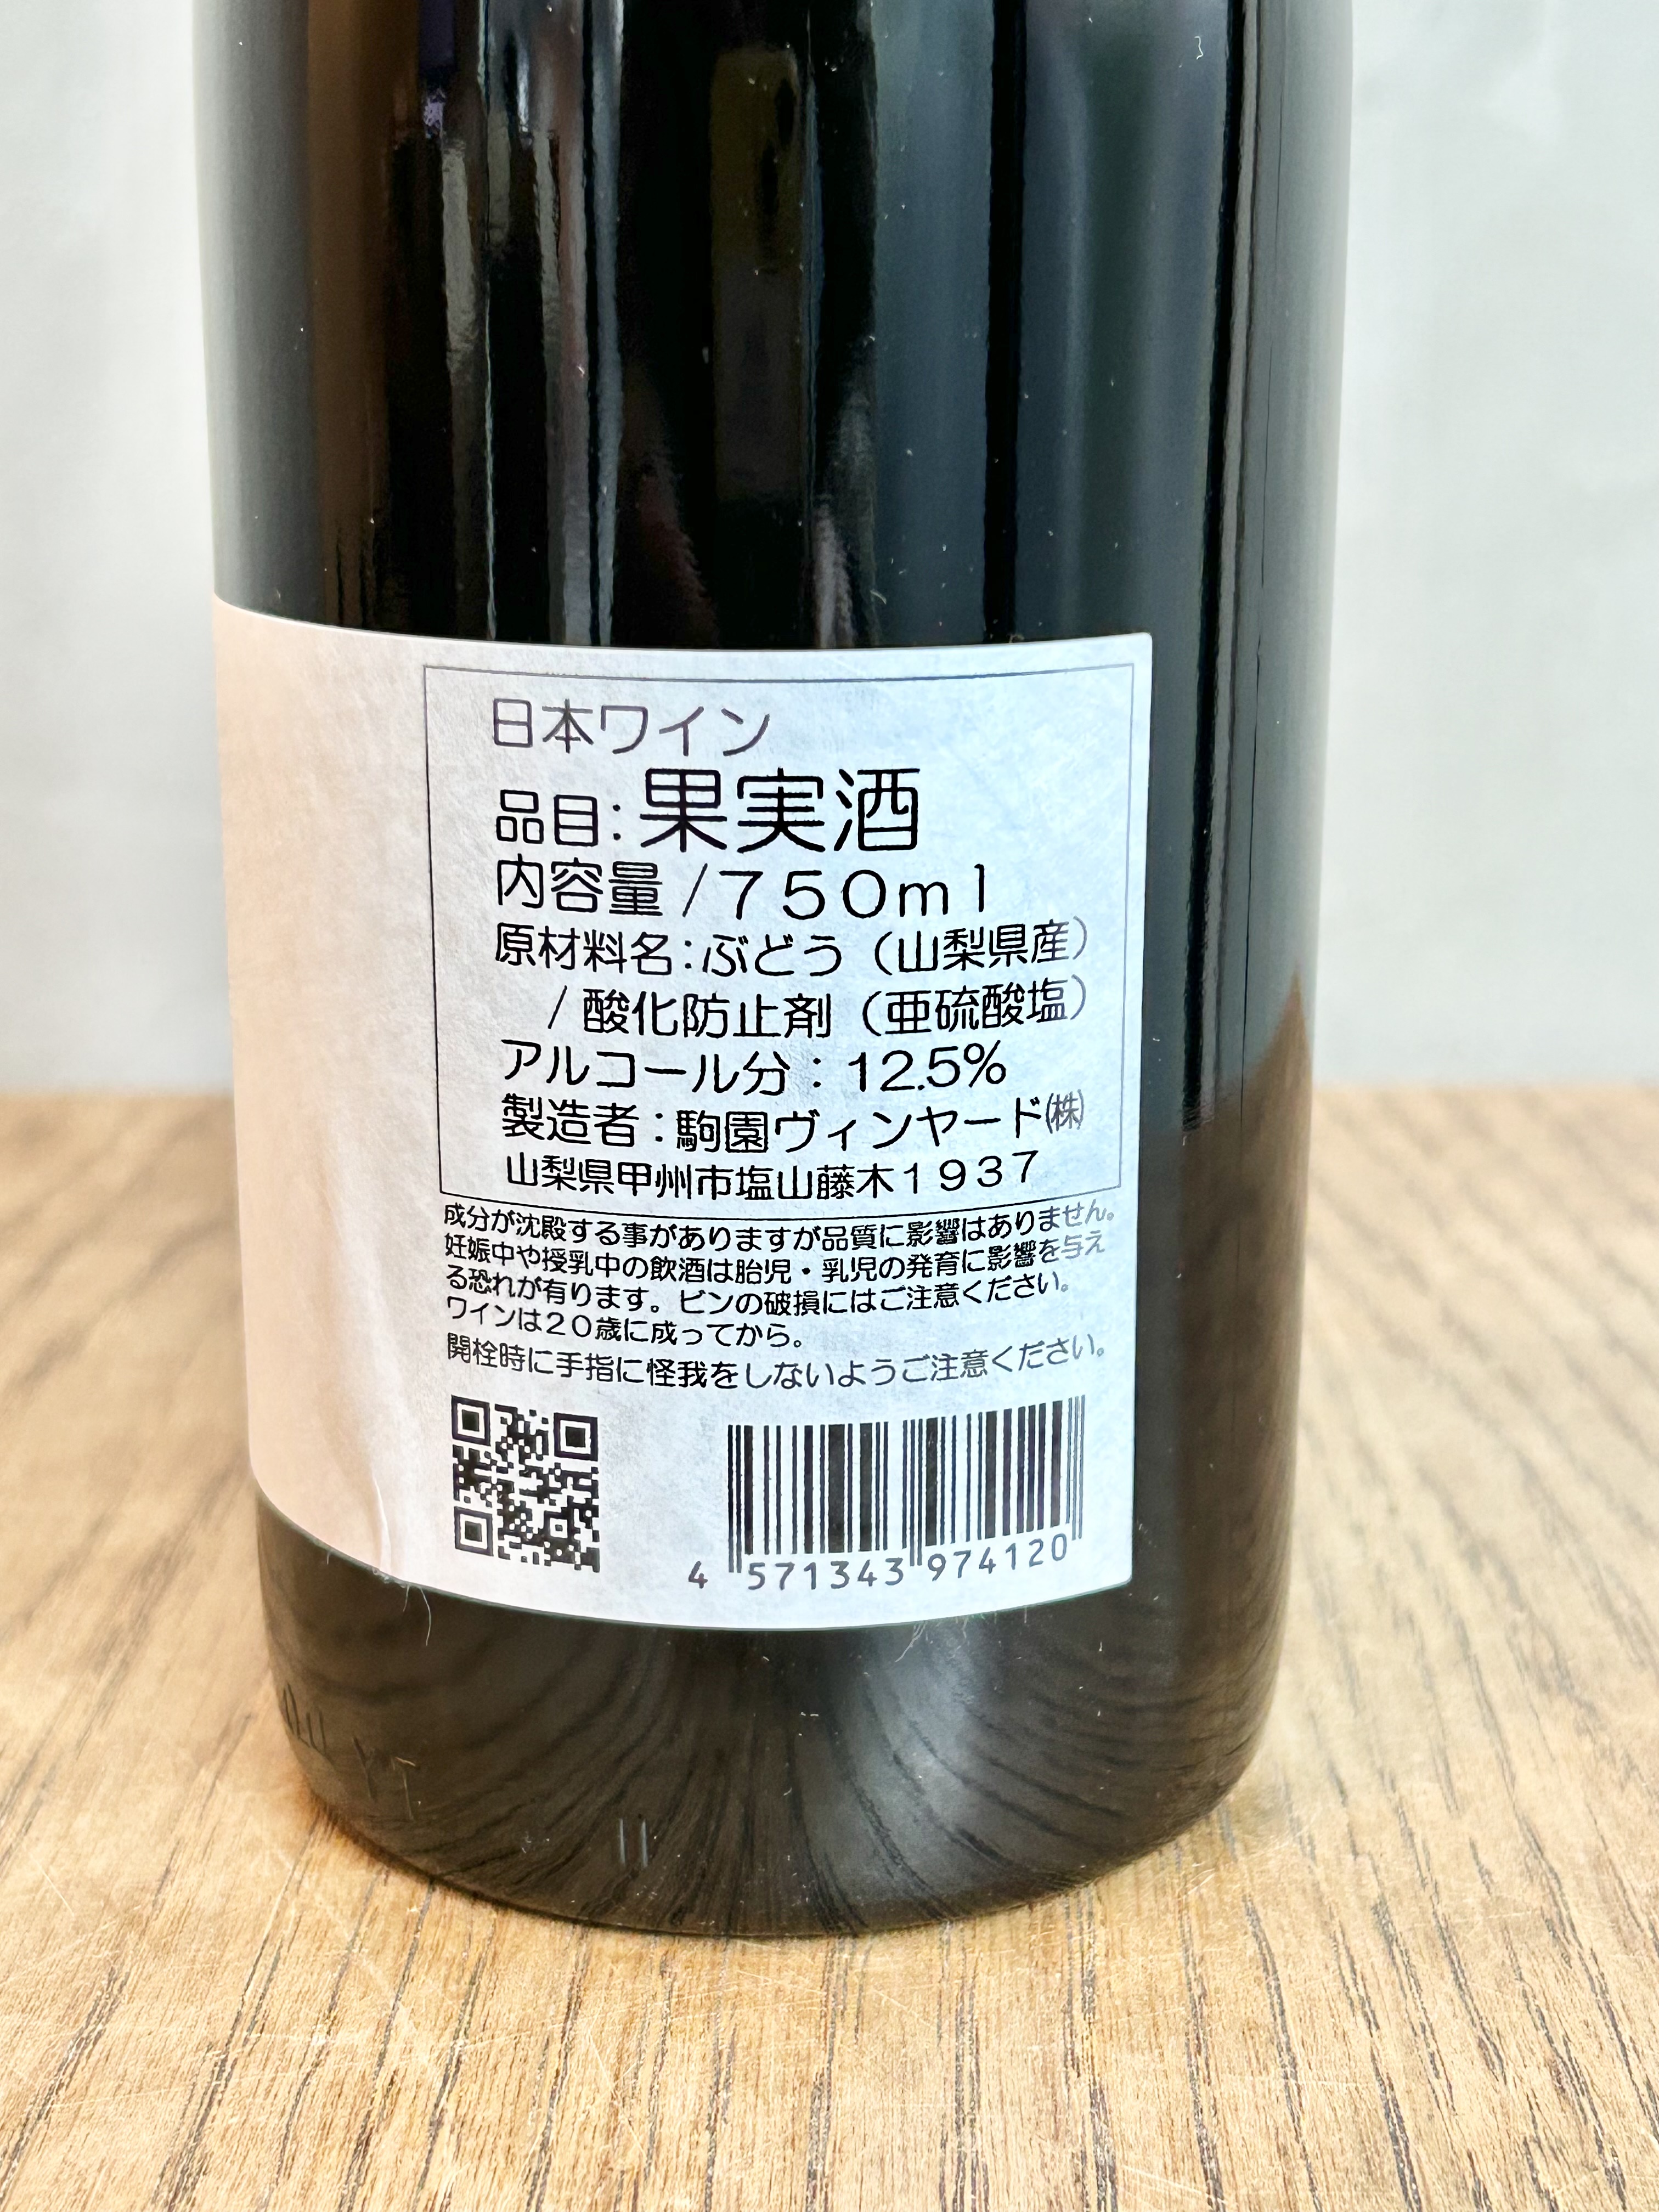 日本ワイン
品目:果実酒
内容量/750ml
原材料名:ぶどう(山梨県産)
/酸化防止剤(亜硫酸塩)
アルコール分:12.5%
製造者:駒園ヴィンヤード㈱
山梨県甲州市塩山藤木1937
成分が沈殿する事がありますが品質に影響はありません。
妊娠中や授乳中の飲酒は胎児・乳児の発育に影響を与え
る恐れが有ります。ビンの破損にはご注意ください。
ワインは20歳に成ってから。
開栓時に手指に怪我をしないようご注意ください。
4 571343 974120